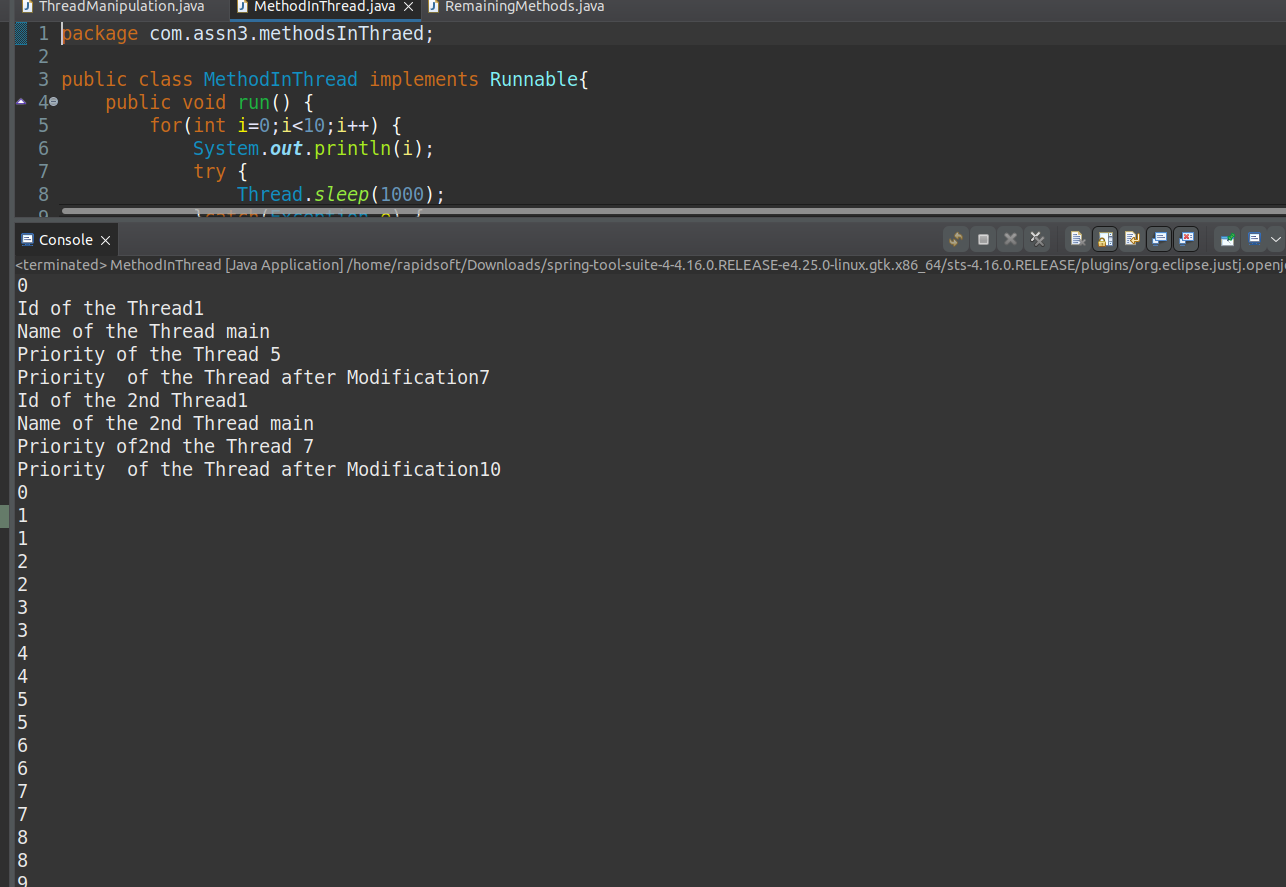 ThreadManipulation.java MethodInThread.java RemainingMethods.java
1 package com.assn3.methodsInThraed;
2
3 public class MethodInThread implements Runnable{
4 public void run() {
5 for(int i=0;i<10;i++) {
6 System.out.println(i);
7 try {
8 Thread.sleep(1000);
9 }catch(Exception e) {
Console
<terminated> MethodInThread [Java Application] /home/rapidsoft/Downloads/spring-tool-suite-4-4.16.0.RELEASE-e4.25.0-linux.gtk.x86_64/sts-4.16.0.RELEASE/plugins/org.eclipse.justj.openj
0
Id of the Thread1
Name of the Thread main
Priority of the Thread 5
Priority  of the Thread after Modification7
Id of the 2nd Thread1
Name of the 2nd Thread main
Priority of2nd the Thread 7
Priority  of the Thread after Modification10
0
1
1
2
2
3
3
4
4
5
5
6
6
7
7
8
8
9